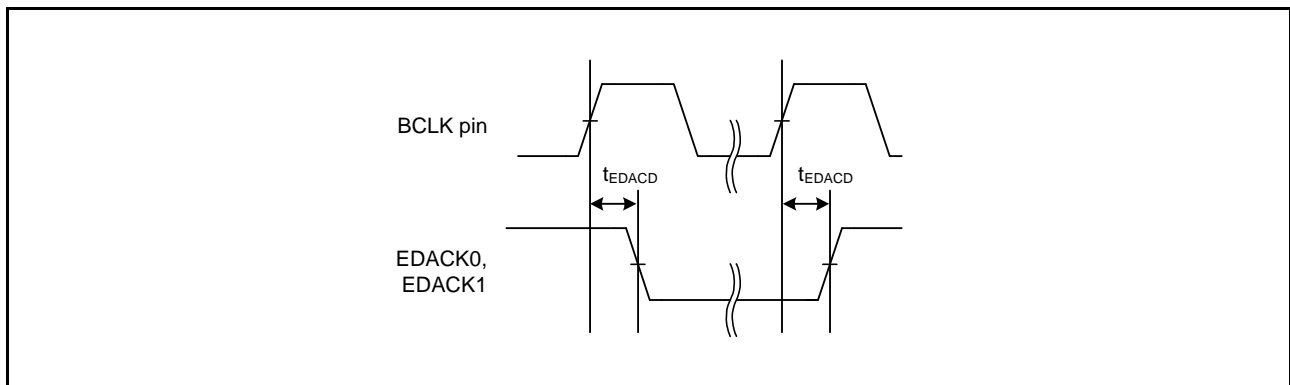 BCLK pin
tEDACD
tEDACD
EDACK0,
EDACK1